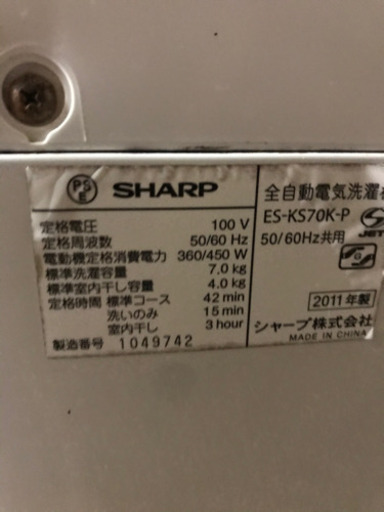 PS
E
SHARP
定格電圧 100 V
定格周波数 50/60 Hz
電動機定格消費電力 360/450 W
標準洗濯容量 7.0 kg
標準室内干し容量 4.0 kg
定格時間 標準コース 42 min
洗いのみ 15 min
室内干し 3 hour
製造番号 1049742
全自動電気洗濯
ES-KS70K-P
50/60Hz共用
JET
2011年製
シャープ株式会社
MADE IN CHINA